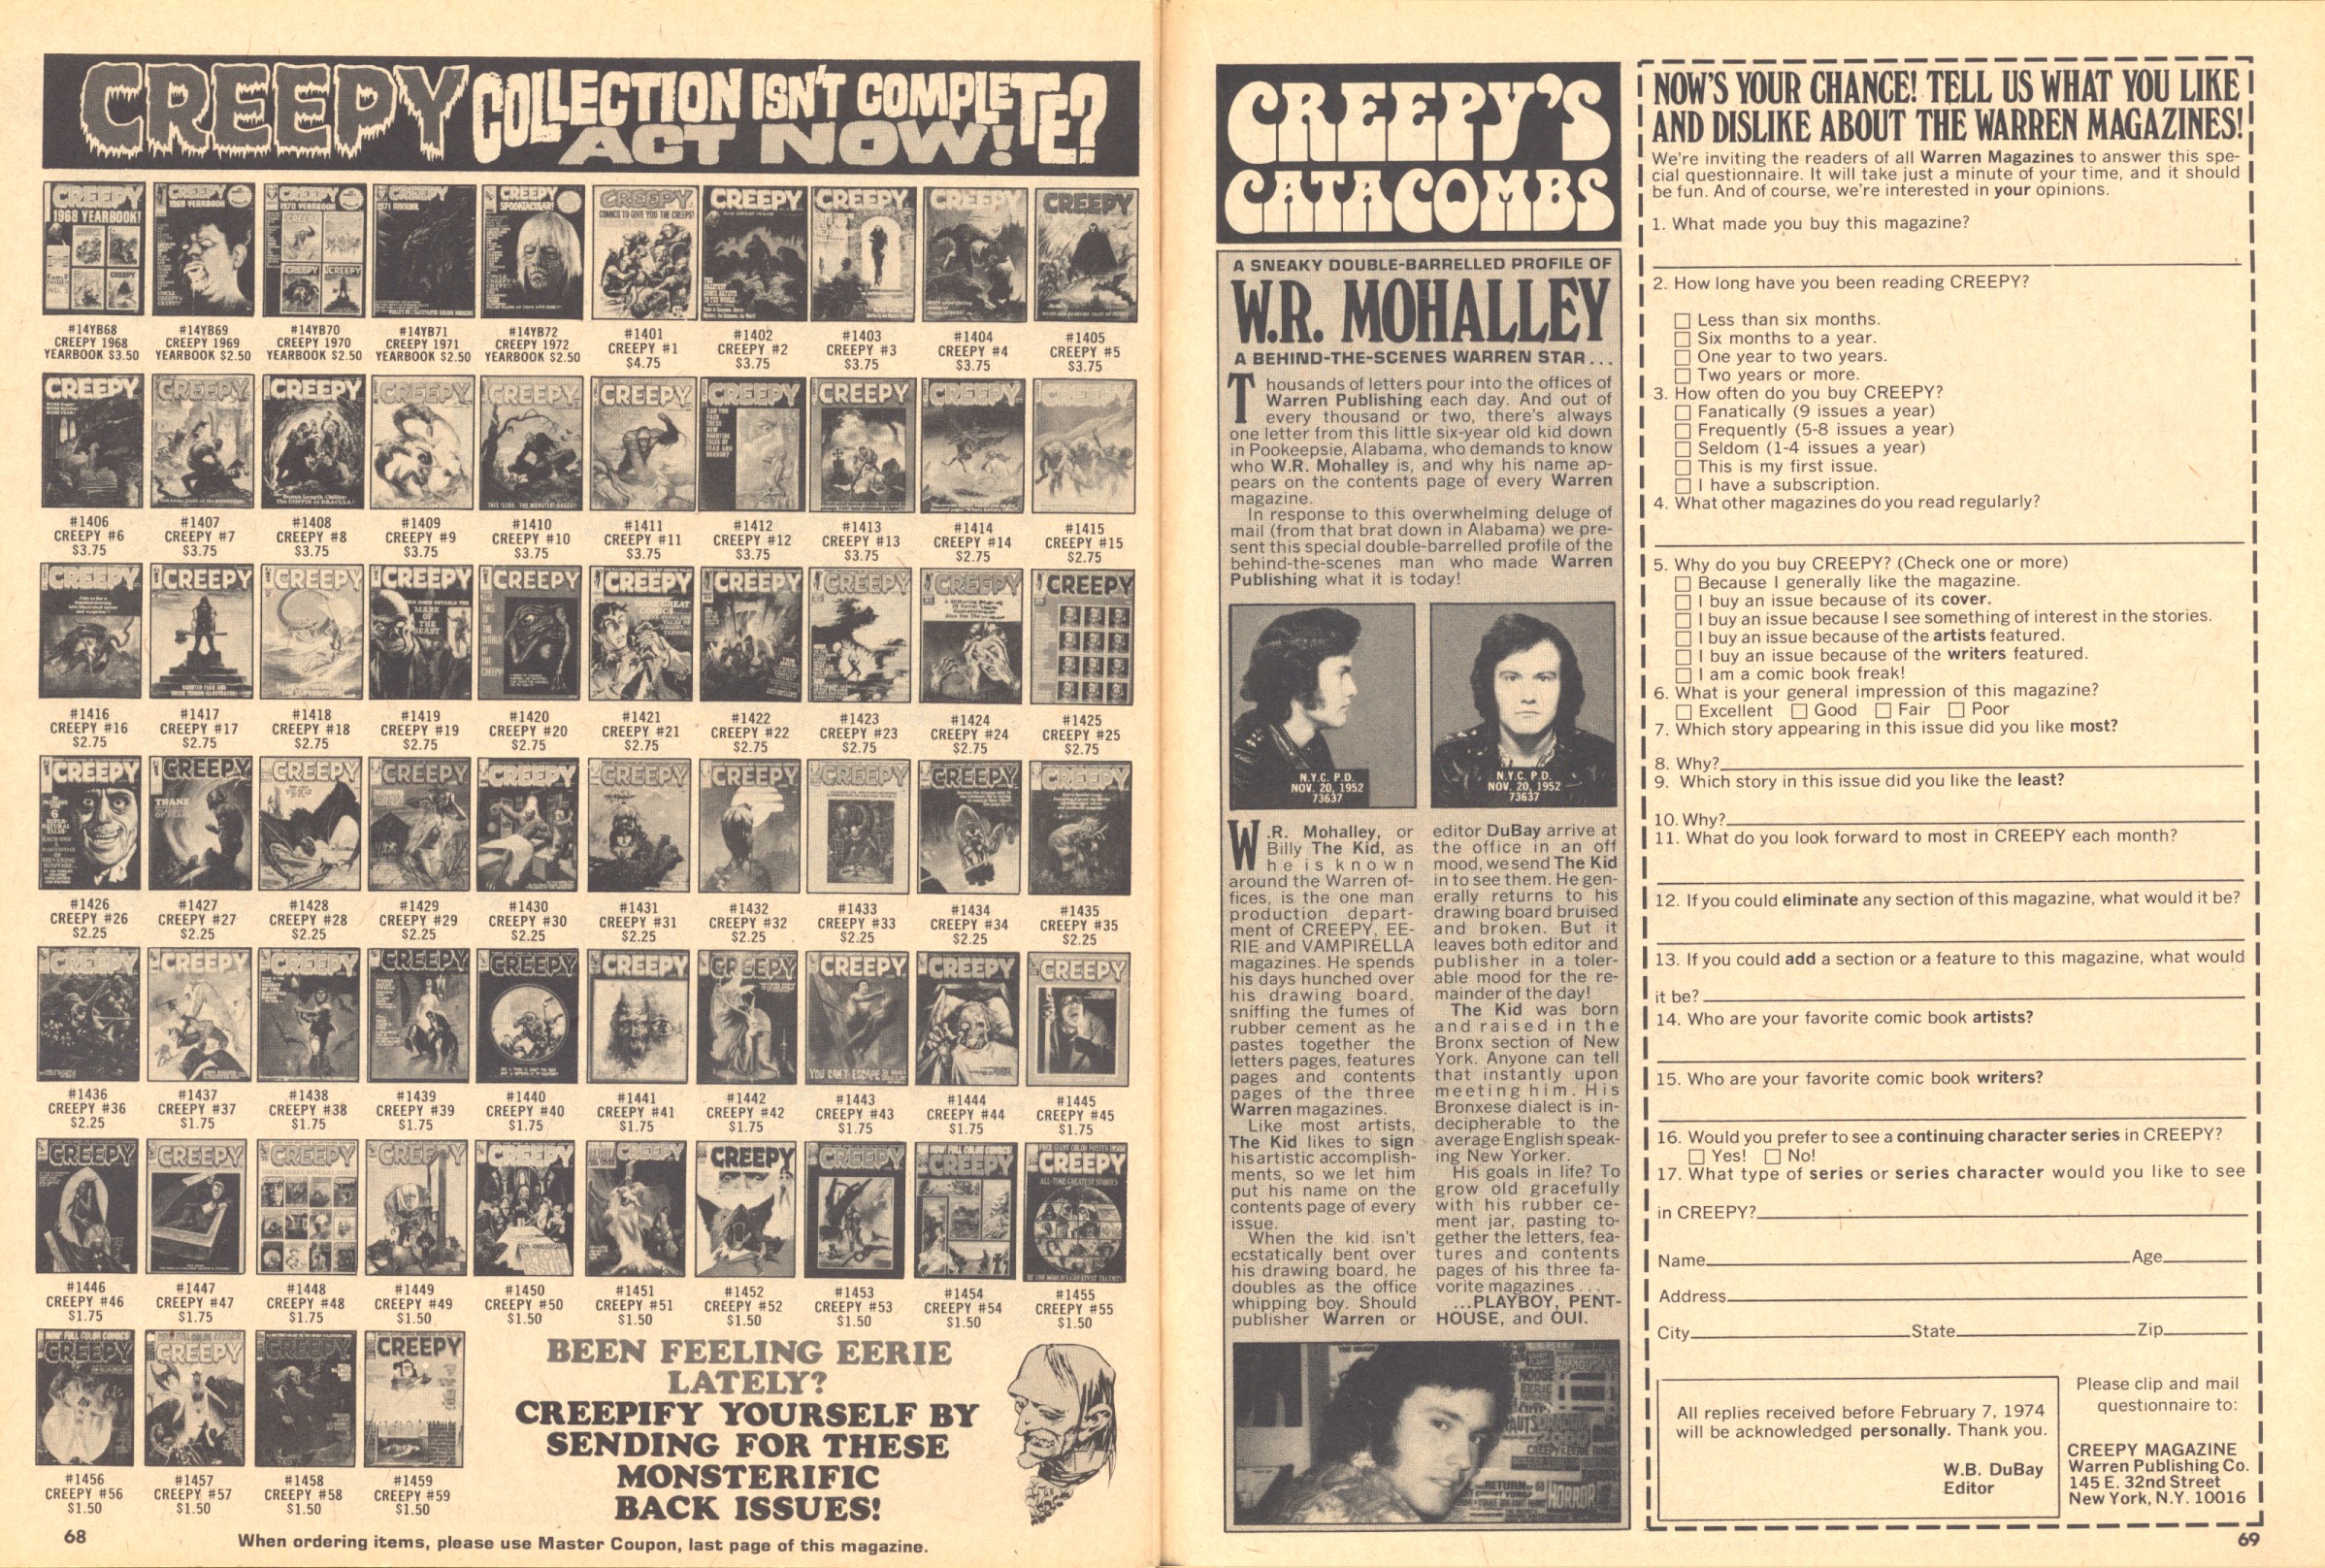 CREEPY COLLECTION ISN'T COMPLETE?
ACT NOW!
#14YB68
CREEPY 1968
YEARBOOK $3.50
#14YB69
CREEPY 1969
YEARBOOK $2.50
#14YB70
CREEPY 1970
YEARBOOK $2.50
#14YB71
CREEPY 1971
YEARBOOK $2.50
#14YB72
CREEPY 1972
YEARBOOK $2.50
#1401
CREEPY #1
$4.75
#1402
CREEPY #2
$3.75
#1403
CREEPY #3
$3.75
#1404
CREEPY #4
$3.75
#1405
CREEPY #5
$3.75
#1406
CREEPY #6
$3.75
#1407
CREEPY #7
$3.75
#1408
CREEPY #8
$3.75
#1409
CREEPY #9
$3.75
#1410
CREEPY #10
$3.75
#1411
CREEPY #11
$3.75
#1412
CREEPY #12
$3.75
#1413
CREEPY #13
$3.75
#1414
CREEPY #14
$2.75
#1415
CREEPY #15
$2.75
#1416
CREEPY #16
$2.75
#1417
CREEPY #17
$2.75
#1418
CREEPY #18
$2.75
#1419
CREEPY #19
$2.75
#1420
CREEPY #20
$2.75
#1421
CREEPY #21
$2.75
#1422
CREEPY #22
$2.75
#1423
CREEPY #23
$2.75
#1424
CREEPY #24
$2.75
#1425
CREEPY #25
$2.75
#1426
CREEPY #26
$2.25
#1427
CREEPY #27
$2.25
#1428
CREEPY #28
$2.25
#1429
CREEPY #29
$2.25
#1430
CREEPY #30
$2.25
#1431
CREEPY #31
$2.25
#1432
CREEPY #32
$2.25
#1433
CREEPY #33
$2.25
#1434
CREEPY #34
$2.25
#1435
CREEPY #35
$2.25
#1436
CREEPY #36
$2.25
#1437
CREEPY #37
$1.75
#1438
CREEPY #38
$1.75
#1439
CREEPY #39
$1.75
#1440
CREEPY #40
$1.75
#1441
CREEPY #41
$1.75
#1442
CREEPY #42
$1.75
#1443
CREEPY #43
$1.75
#1444
CREEPY #44
$1.75
#1445
CREEPY #45
$1.75
#1446
CREEPY #46
$1.75
#1447
CREEPY #47
$1.75
#1448
CREEPY #48
$1.75
#1449
CREEPY #49
$1.50
#1450
CREEPY #50
$1.50
#1451
CREEPY #51
$1.50
#1452
CREEPY #52
$1.50
#1453
CREEPY #53
$1.50
#1454
CREEPY #54
$1.50
#1455
CREEPY #55
$1.50
#1456
CREEPY #56
$1.50
#1457
CREEPY #57
$1.50
#1458
CREEPY #58
$1.50
#1459
CREEPY #59
$1.50
BEEN FEELING EERIE
LATELY?
CREEPIFY YOURSELF BY
SENDING FOR THESE
MONSTERIFIC
BACK ISSUES!
68
When ordering items, please use Master Coupon, last page of this magazine.
CREEPY'S
CATACOMBS
A SNEAKY DOUBLE-BARRELLED PROFILE OF
W.R. MOHALLEY
A BEHIND-THE-SCENES WARREN STAR...
Thousands of letters pour into the offices of
Warren Publishing each day. And out of
every thousand or two, there's always
one letter from this little six-year old kid down
in Pookeepsie, Alabama, who demands to know
who W.R. Mohalley is, and why his name ap-
pears on the contents page of every Warren
magazine.
In response to this overwhelming deluge of
mail (from that brat down in Alabama) we pre-
sent this special double-barrelled profile of the
behind-the-scenes man who made Warren
Publishing what it is today!
N.Y.C. P.D.
NOV. 20, 1952
73637
N.Y.C. P.D.
NOV. 20, 1952
73637
W.R. Mohalley, or
Billy The Kid, as
he is known
around the Warren of-
fices, is the one man
production depart-
ment of CREEPY, EE-
RIE and VAMPIRELLA
magazines. He spends
his days hunched over
his drawing board,
sniffing the fumes of
rubber cement as he
pastes together the
letters pages, features
pages and contents
pages of the three
Warren magazines.
Like most artists,
The Kid likes to sign
his artistic accomplish-
ments, so we let him
put his name on the
contents page of every
issue.
When the kid isn't
ecstatically bent over
his drawing board, he
doubles as the office
whipping boy. Should
publisher Warren or
editor DuBay arrive at
the office in an off
mood, we send The Kid
in to see them. He gen-
erally returns to his
drawing board bruised
and broken. But it
leaves both editor and
publisher in a toler-
able mood for the re-
mainder of the day!
The Kid was born
and raised in the
Bronx section of New
York. Anyone can tell
that instantly upon
meeting him. His
Bronxese dialect is in-
decipherable to the
average English speak-
ing New Yorker.
His goals in life? To
grow old gracefully
with his rubber ce-
ment jar, pasting to-
gether the letters, fea-
tures and contents
pages of his three fa-
vorite magazines...
...PLAYBOY, PENT-
HOUSE, and OUI.
NOW'S YOUR CHANCE! TELL US WHAT YOU LIKE
AND DISLIKE ABOUT THE WARREN MAGAZINES!
We're inviting the readers of all Warren Magazines to answer this spe-
cial questionnaire. It will take just a minute of your time, and it should
be fun. And of course, we're interested in your opinions.
1. What made you buy this magazine?
2. How long have you been reading CREEPY?
Less than six months.
Six months to a year.
One year to two years.
Two years or more.
3. How often do you buy CREEPY?
Fanatically (9 issues a year)
Frequently (5-8 issues a year)
Seldom (1-4 issues a year)
This is my first issue.
I have a subscription.
4. What other magazines do you read regularly?
5. Why do you buy CREEPY? (Check one or more)
Because I generally like the magazine.
I buy an issue because of its cover.
I buy an issue because I see something of interest in the stories.
I buy an issue because of the artists featured.
I buy an issue because of the writers featured.
I am a comic book freak!
6. What is your general impression of this magazine?
Excellent Good Fair Poor
7. Which story appearing in this issue did you like most?
8. Why?
9. Which story in this issue did you like the least?
10. Why?
11. What do you look forward to most in CREEPY each month?
12. If you could eliminate any section of this magazine, what would it be?
13. If you could add a section or a feature to this magazine, what would
it be?
14. Who are your favorite comic book artists?
15. Who are your favorite comic book writers?
16. Would you prefer to see a continuing character series in CREEPY?
Yes! No!
17. What type of series or series character would you like to see
in CREEPY?
Name Age
Address
City State Zip
All replies received before February 7, 1974
will be acknowledged personally. Thank you.
W.B. DuBay
Editor
Please clip and mail
questionnaire to:
CREEPY MAGAZINE
Warren Publishing Co.
145 E. 32nd Street
New York, N.Y. 10016
69